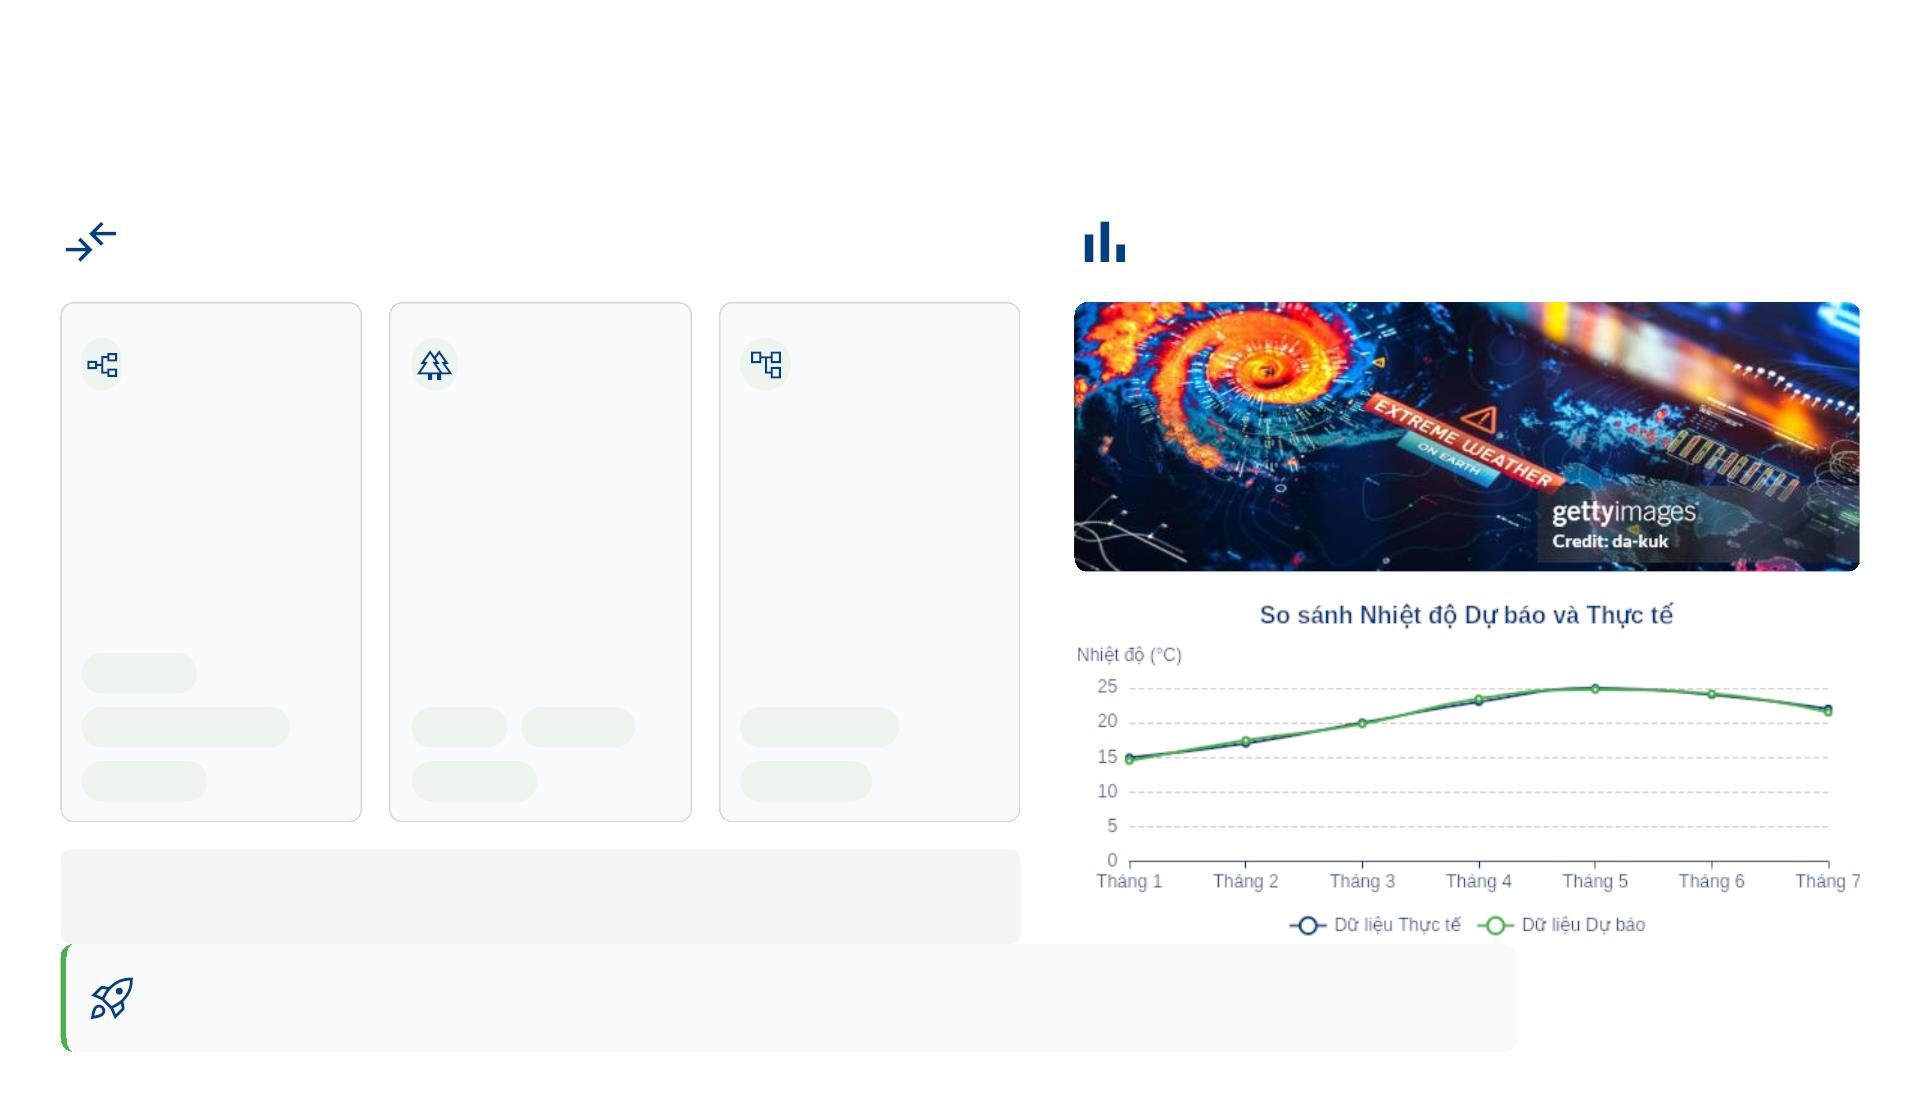 EXTREME WEATHER
ON EARTH
gettyimages
Credit: da-kuk
So sánh Nhiệt độ Dự báo và Thực tế
Nhiệt độ (°C)
25
20
15
10
5
0
Tháng 1 Tháng 2 Tháng 3 Tháng 4 Tháng 5 Tháng 6 Tháng 7
Dữ liệu Thực tế Dữ liệu Dự báo